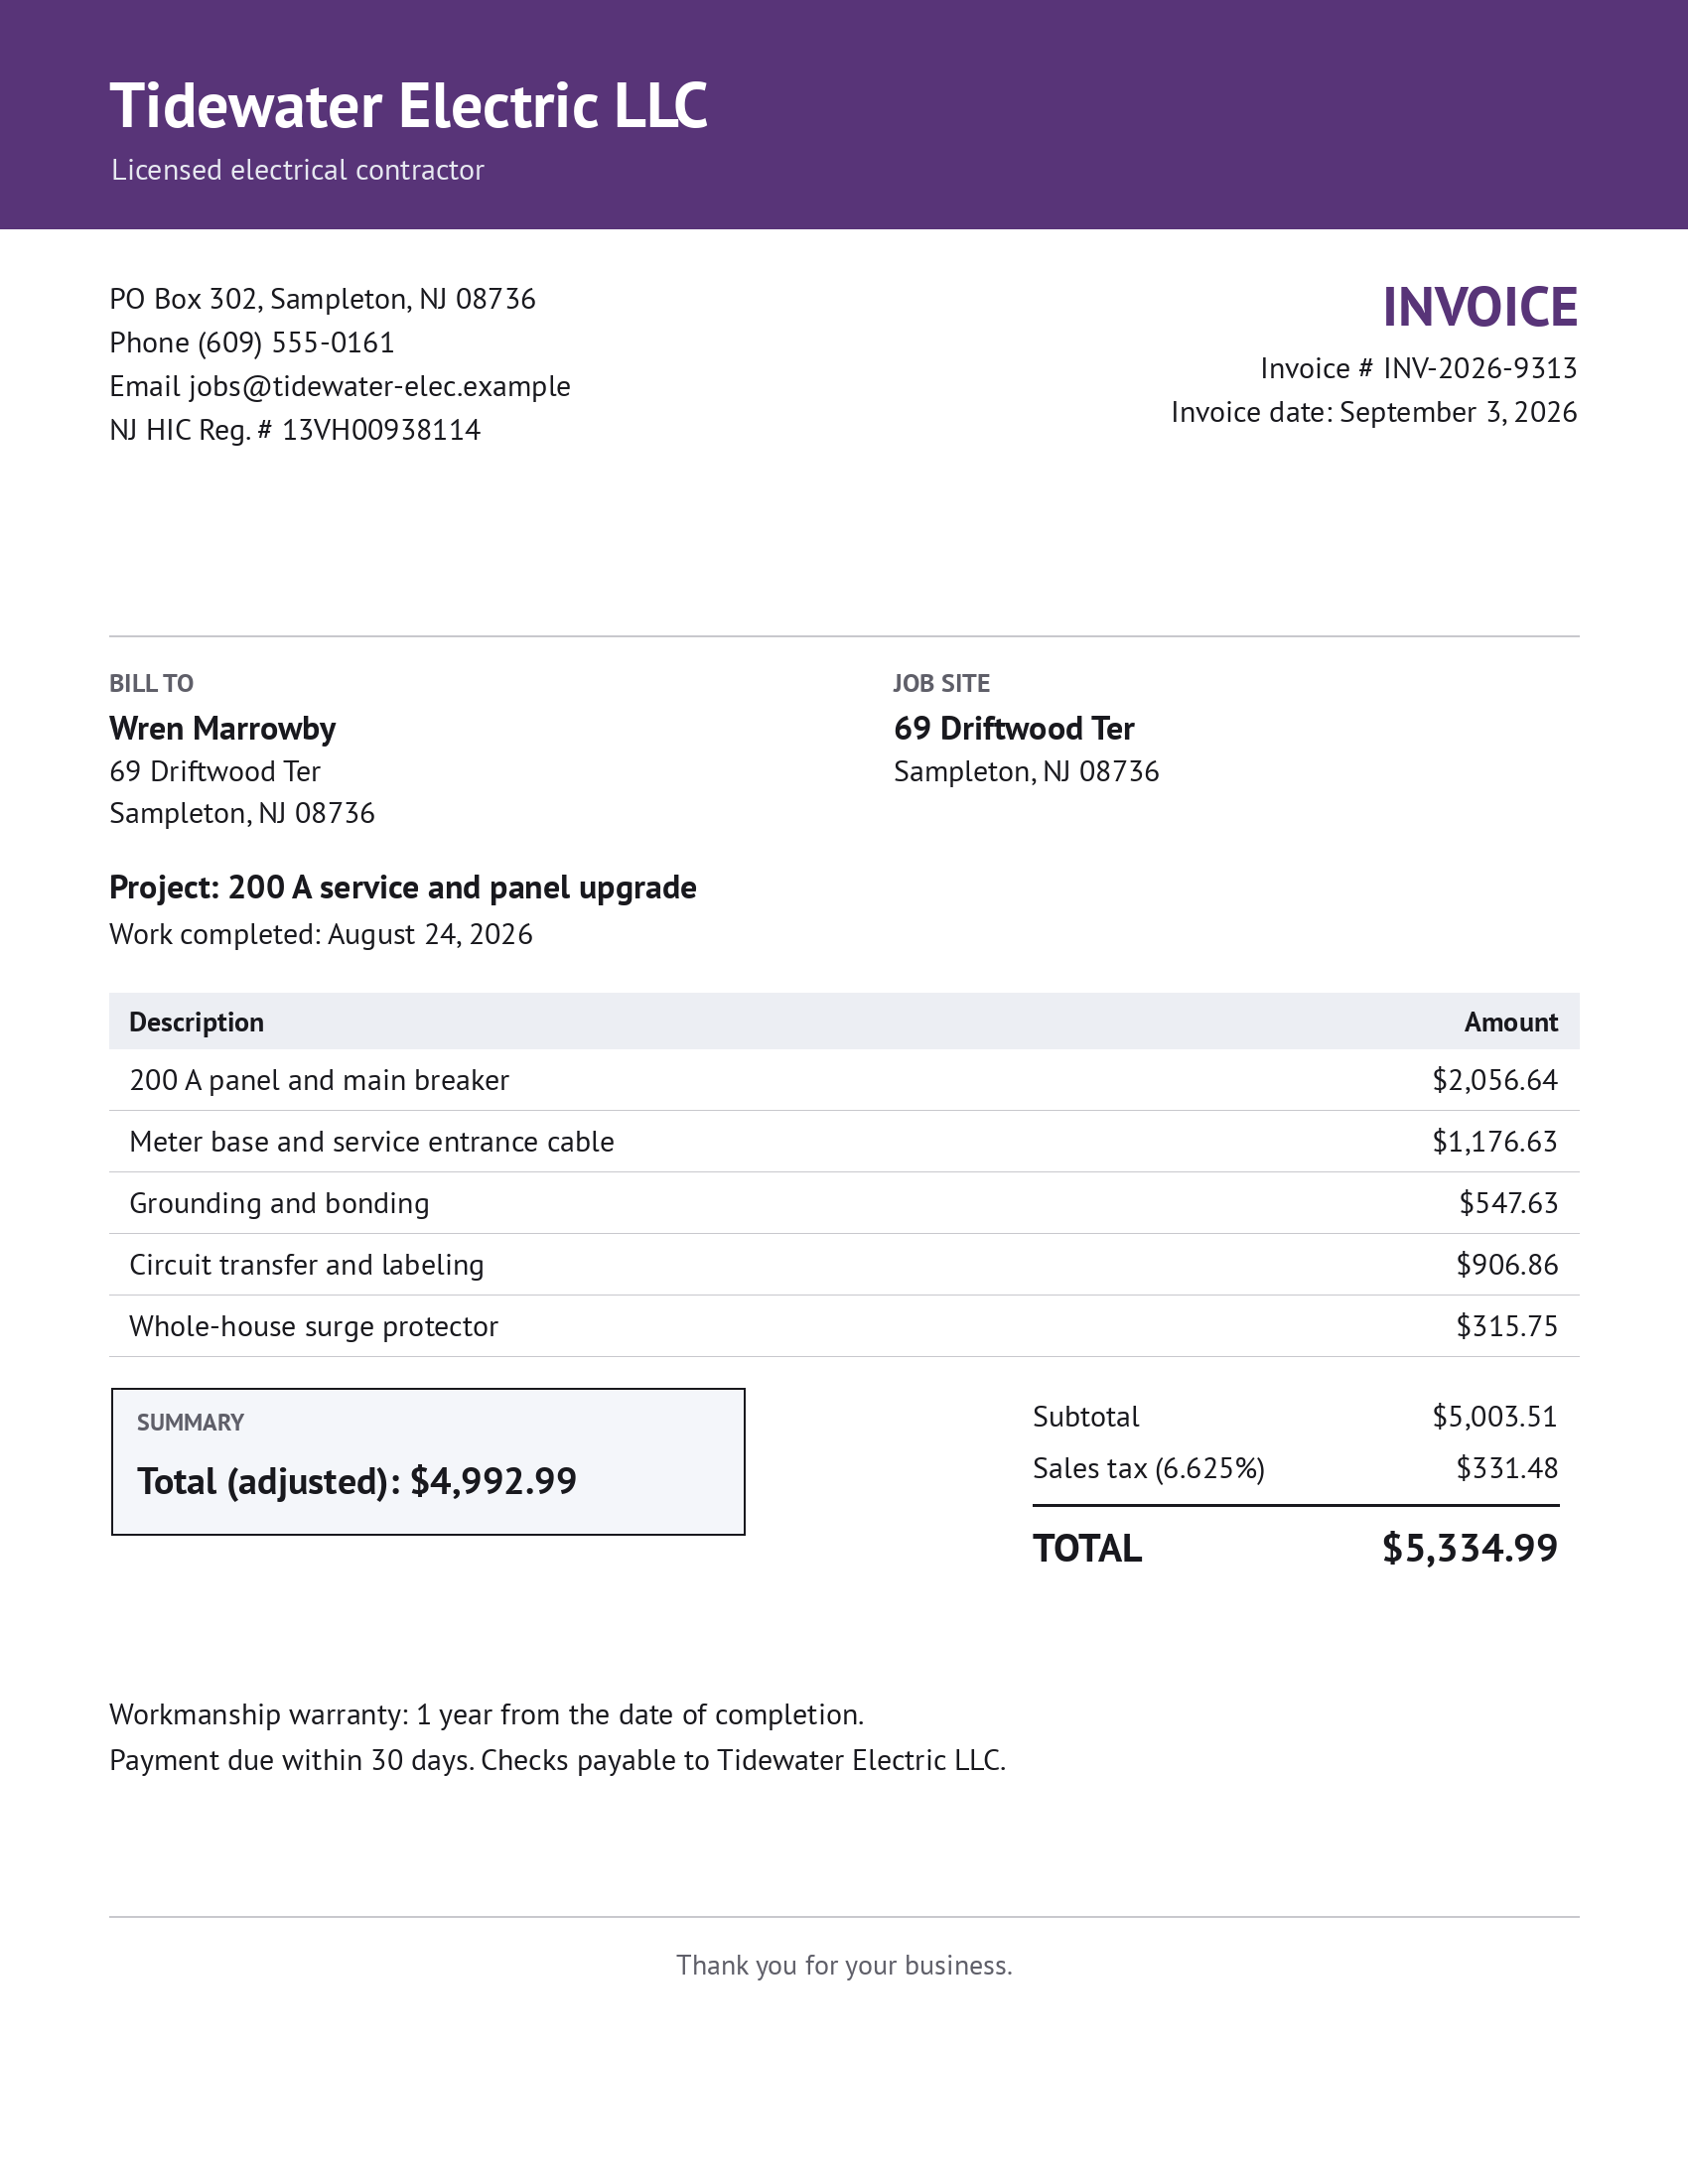 Tidewater Electric LLC
Licensed electrical contractor
PO Box 302, Sampleton, NJ 08736
Phone (609) 555-0161
Email jobs@tidewater-elec.example
NJ HIC Reg. # 13VH00938114
INVOICE
Invoice # INV-2026-9313
Invoice date: September 3, 2026
BILL TO
Wren Marrowby
69 Driftwood Ter
Sampleton, NJ 08736
JOB SITE
69 Driftwood Ter
Sampleton, NJ 08736
Project: 200 A service and panel upgrade
Work completed: August 24, 2026
Description Amount
200 A panel and main breaker $2,056.64
Meter base and service entrance cable $1,176.63
Grounding and bonding $547.63
Circuit transfer and labeling $906.86
Whole-house surge protector $315.75
SUMMARY
Total (adjusted): $4,992.99
Subtotal $5,003.51
Sales tax (6.625%) $331.48
TOTAL $5,334.99
Workmanship warranty: 1 year from the date of completion.
Payment due within 30 days. Checks payable to Tidewater Electric LLC.
Thank you for your business.